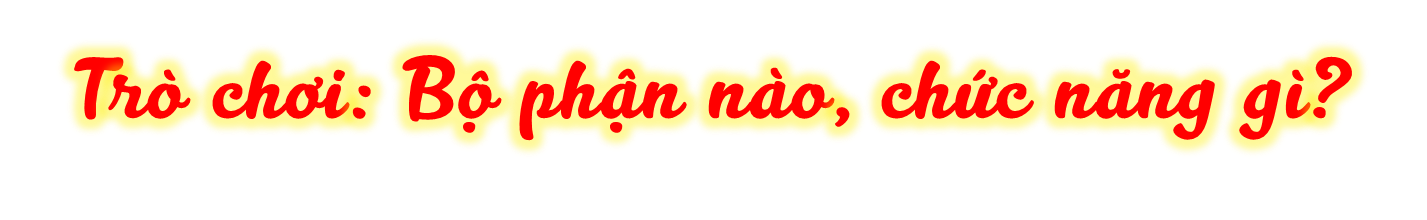 Trò chơi: Bộ phận nào, chức năng gì?